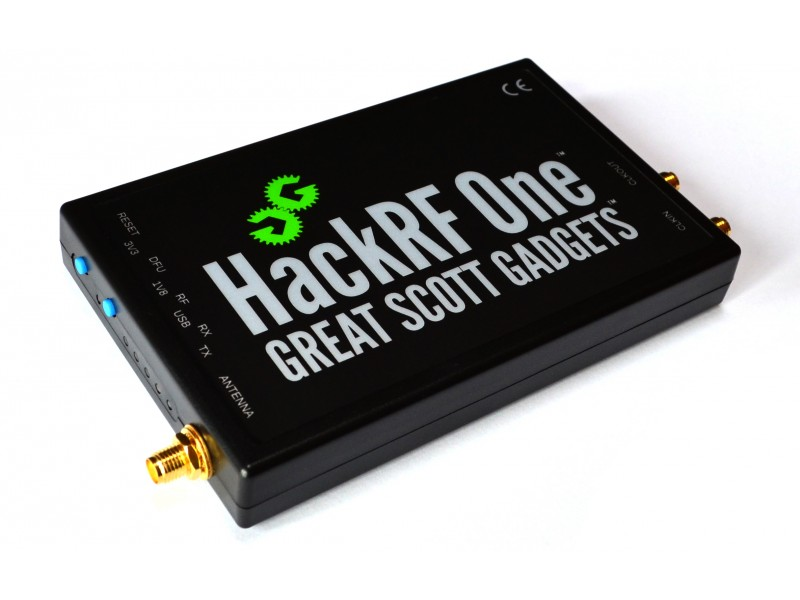 CE
CLKOUT
CLKIN
HackRF One™
GREAT SCOTT GADGETS™
RESET
3V3
DFU
1V8
RF
USB
RX
TX
ANTENNA